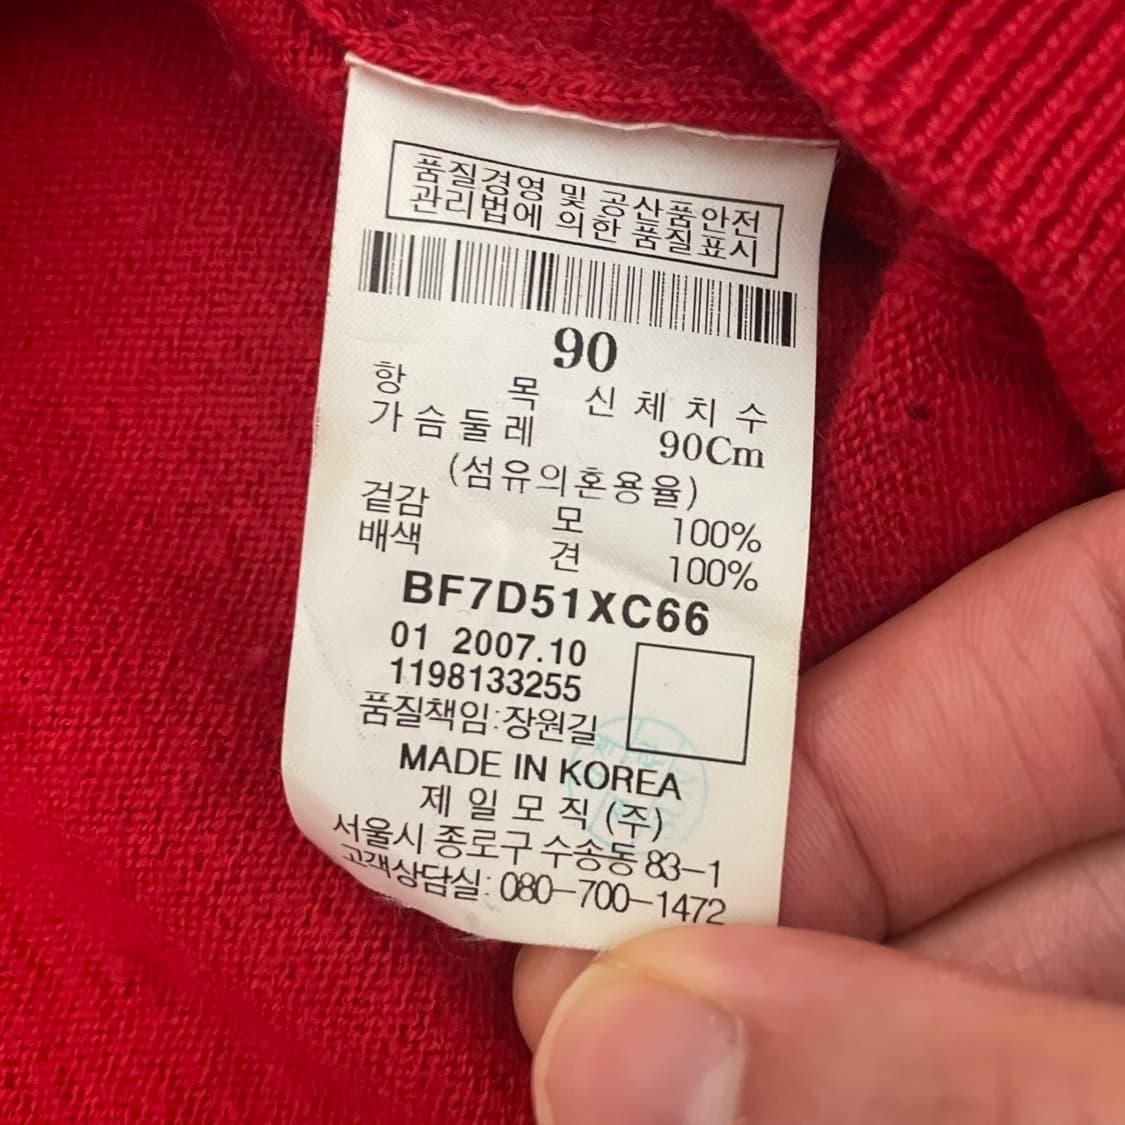 품질경영 및 공산품안전
관리법에 의한 품질표시
90
항 목 신체치수
가슴둘레 90Cm
(섬유의혼용율)
겉감 모 100%
배색 견 100%
BF7D51XC66
01 2007.10
1198133255
품질책임:장원길
MADE IN KOREA
제일모직(주)
서울시 종로구 수송동 83-1
고객상담실: 080-700-1472